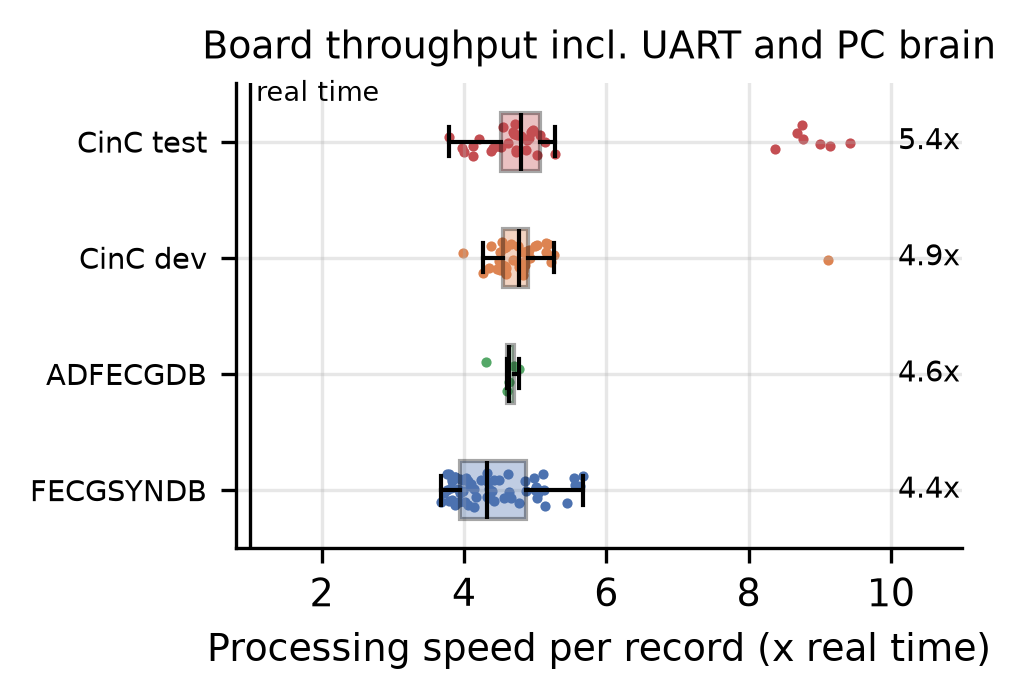 Board throughput incl. UART and PC brain
real time
CinC test
5.4x
CinC dev
4.9x
ADFECGDB
4.6x
FECGSYNDB
4.4x
2 4 6 8 10
Processing speed per record (x real time)